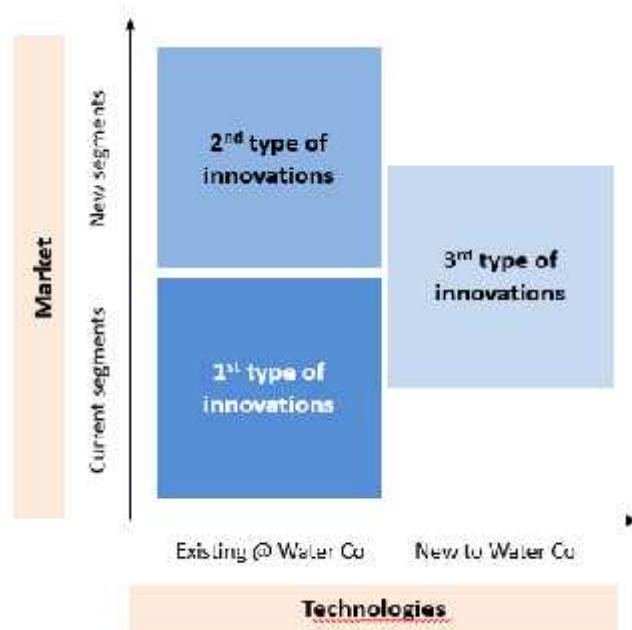 2nd type of
innovations
New segments
3rd type of
innovations
Market
1st type of
innovations
Current segments
Existing @ Water Co
New to Water Co
Technologies